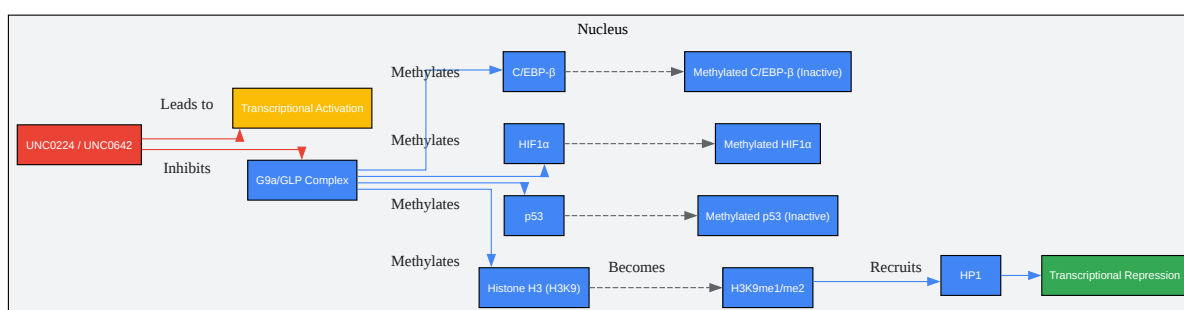 Nucleus
Methylates
C/EBP-β
Methylated C/EBP-β (Inactive)
Leads to
Transcriptional Activation
UNC0224 / UNC0642
Methylates
HIF1α
Methylated HIF1α
Inhibits
G9a/GLP Complex
Methylates
p53
Methylated p53 (Inactive)
Methylates
Histone H3 (H3K9)
Becomes
H3K9me1/me2
Recruits
HP1
Transcriptional Repression